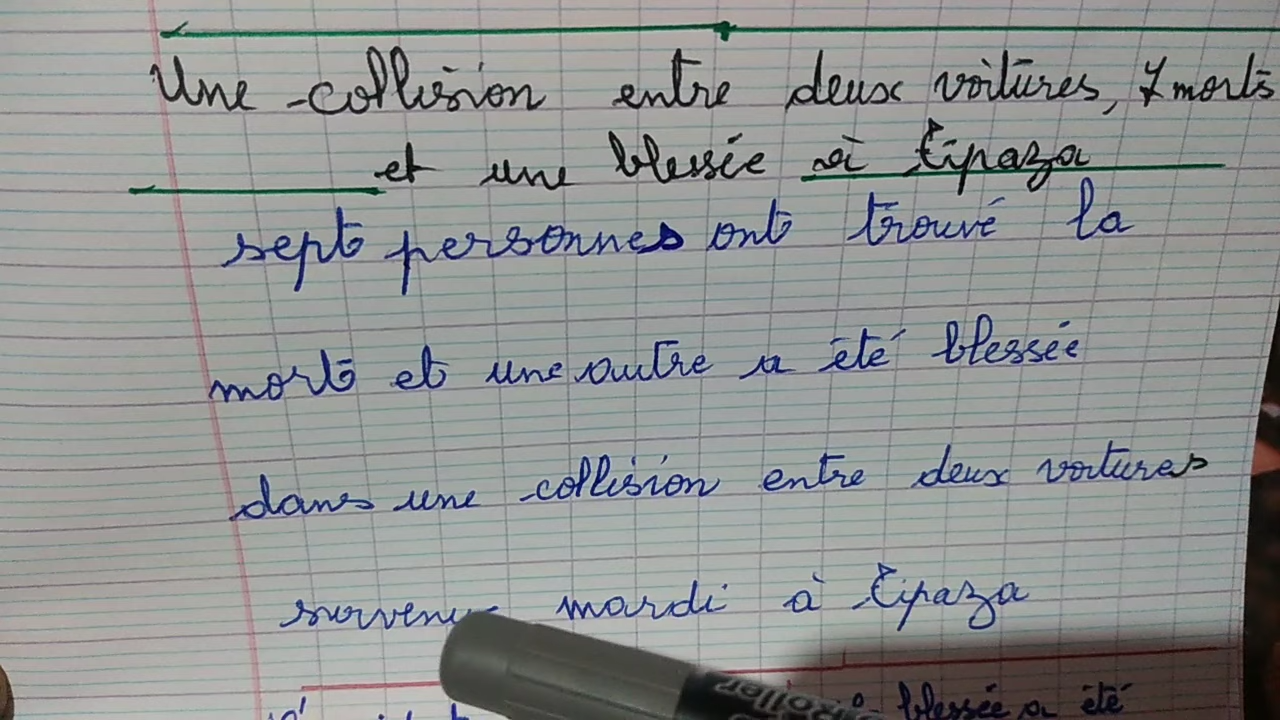 Une collision entre deux voitures, 7 morts
et une blessée à Tipaza
sept personnes ont trouvé la
mort et une autre a été blessée
dans une collision entre deux voitures
mardi à Tipaza
blessée a été